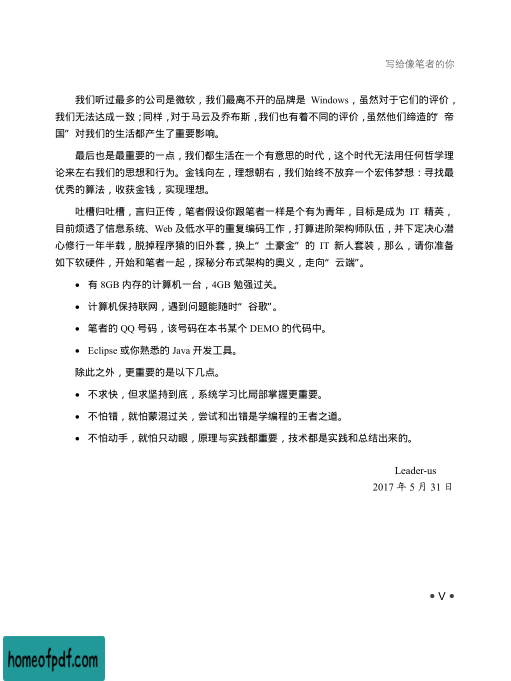 写给像笔者的你
我们听过最多的公司是微软，我们最离不开的品牌是 Windows，虽然对于它们的评价，
我们无法达成一致；同样，对于马云及乔布斯，我们也有着不同的评价，虽然他们缔造的“帝
国”对我们的生活都产生了重要影响。
最后也是最重要的一点，我们都生活在一个有意思的时代，这个时代无法用任何哲学理
论来左右我们的思想和行为。金钱向左，理想朝右，我们始终不放弃一个宏伟梦想：寻找最
优秀的算法，收获金钱，实现理想。
吐槽归吐槽，言归正传，笔者假设你跟笔者一样是个有为青年，目标是成为 IT 精英，
目前烦透了信息系统、Web 及低水平的重复编码工作，打算进阶架构师队伍，并下定决心潜
心修行一年半载，脱掉程序猿的旧外套，换上“土豪金”的 IT 新人套装，那么，请你准备
如下软硬件，开始和笔者一起，探秘分布式架构的奥义，走向“云端”。
● 有 8GB 内存的计算机一台，4GB 勉强过关。
● 计算机保持联网，遇到问题能随时“谷歌”。
● 笔者的 QQ 号码，该号码在本书某个 DEMO 的代码中。
● Eclipse 或你熟悉的 Java 开发工具。
除此之外，更重要的是以下几点。
● 不求快，但求坚持到底，系统学习比局部掌握更重要。
● 不怕错，就怕蒙混过关，尝试和出错是学编程的王者之道。
● 不怕动手，就怕只动眼，原理与实践都重要，技术都是实践和总结出来的。
Leader-us
2017 年 5 月 31 日
● V ●
homeofpdf.com